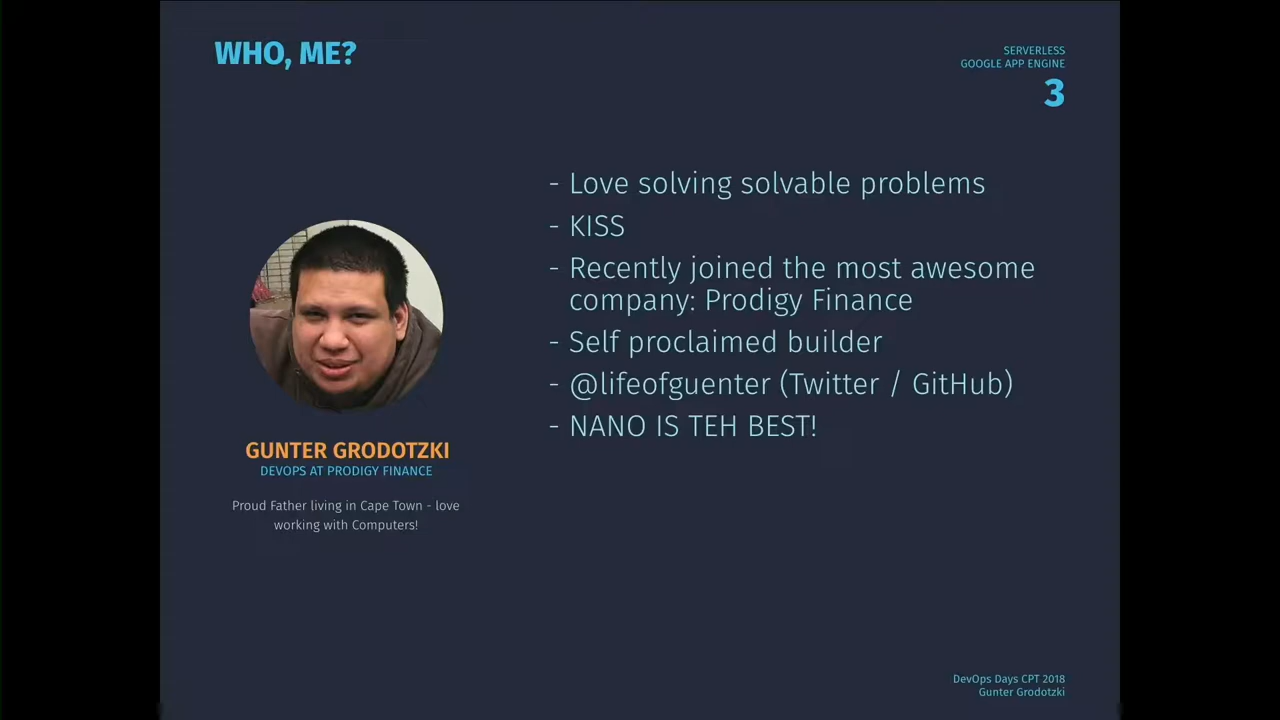 WHO, ME?
SERVERLESS
GOOGLE APP ENGINE
3
- Love solving solvable problems
- KISS
- Recently joined the most awesome
company: Prodigy Finance
- Self proclaimed builder
- @lifeofguenter (Twitter / GitHub)
- NANO IS TEH BEST!
GUNTER GRODOTZKI
DEVOPS AT PRODIGY FINANCE
Proud Father living in Cape Town - love
working with Computers!
DevOps Days CPT 2018
Gunter Grodotzki